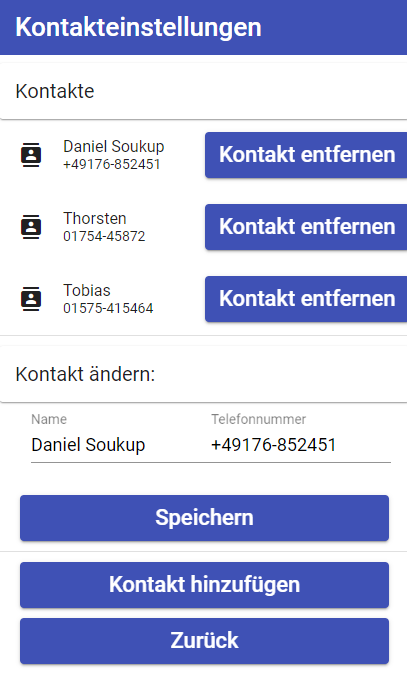 Kontakteinstellungen
Kontakte
Daniel Soukup
+49176-852451
Kontakt entfernen
Thorsten
01754-45872
Kontakt entfernen
Tobias
01575-415464
Kontakt entfernen
Kontakt ändern:
Name Telefonnummer
Daniel Soukup +49176-852451
Speichern
Kontakt hinzufügen
Zurück